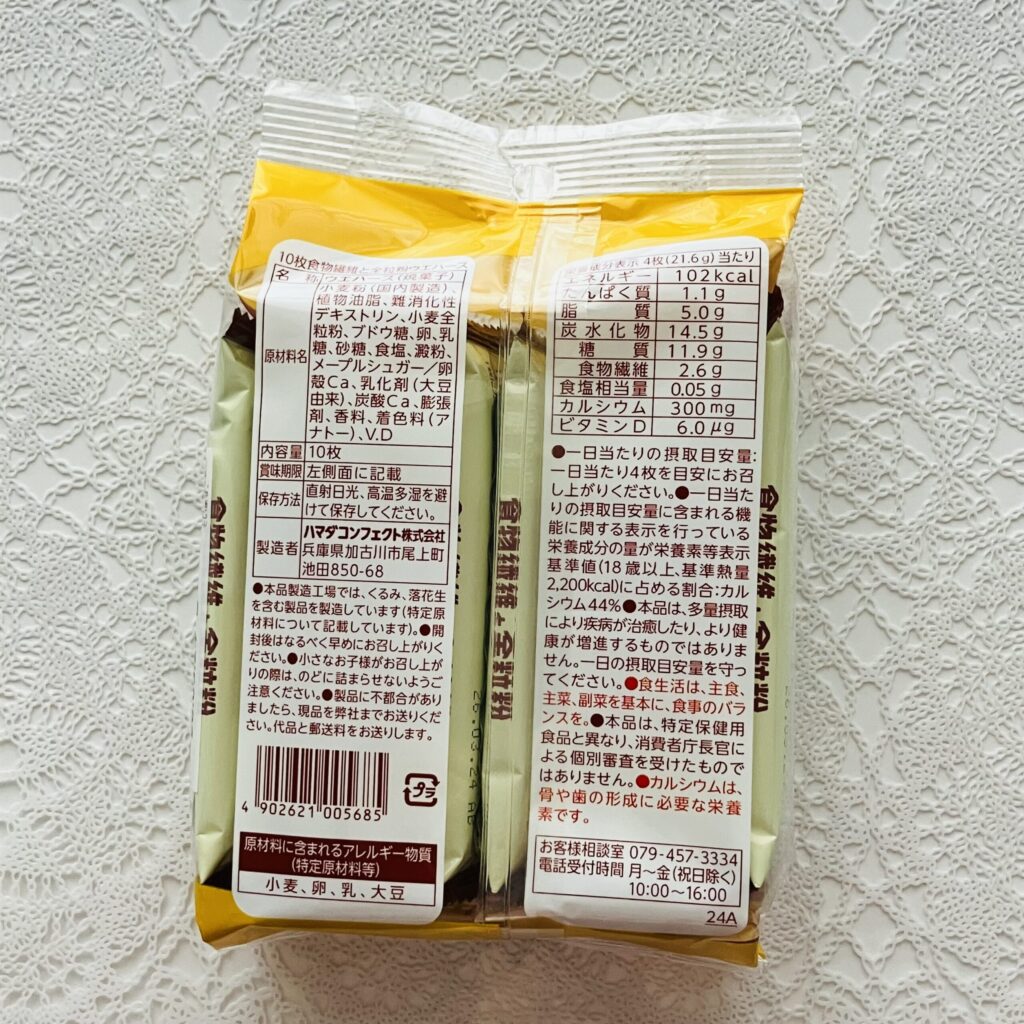 10枚食物繊維と全粒粉ウエハース
名称 ウエハース(焼菓子)
原材料名
小麦粉(国内製造)、
植物油脂、難消化性
デキストリン、小麦全
粒粉、ブドウ糖、卵、乳
糖、砂糖、食塩、澱粉、
メープルシュガー／卵
殻Ca、乳化剤(大豆
由来)、炭酸Ca、膨張
剤、香料、着色料(ア
ナトー)、V.D
内容量 10枚
賞味期限 左側面に記載
保存方法
直射日光、高温多湿を避
けて保存してください。
製造者
ハマダコンフェクト株式会社
兵庫県加古川市尾上町
池田850-68
●本品製造工場では、くるみ、落花生
を含む製品を製造しています(特定原
材料について記載しています)。●開
封後はなるべく早めにお召し上がりく
ださい。●小さなお子様がお召し上が
りの際は、のどに詰まらせないようご
注意ください。●製品に不都合があり
ましたら、現品を弊社までお送りくだ
さい。代品と郵送料をお送りします。
4 902621 005685
プラ
原材料に含まれるアレルギー物質
(特定原材料等)
小麦、卵、乳、大豆
成分表示 4枚(21.6g)当たり
エネルギー 102kcal
たんぱく質 1.1g
脂質 5.0g
炭水化物 14.5g
糖質 11.9g
食物繊維 2.6g
食塩相当量 0.05g
カルシウム 300mg
ビタミンD 6.0μg
●一日当たりの摂取目安量:
一日当たり4枚を目安にお召
し上がりください。●一日当た
りの摂取目安量に含まれる機
能に関する表示を行っている
栄養成分の量が栄養素等表示
基準値(18歳以上、基準熱量
2,200kcal)に占める割合:カル
シウム44%●本品は、多量摂取
により疾病が治癒したり、より健
康が増進するものではありま
せん。一日の摂取目安量を守っ
てください。●食生活は、主食、
主菜、副菜を基本に、食事のバラ
ンスを。●本品は、特定保健用
食品と異なり、消費者庁長官に
よる個別審査を受けたもので
はありません。●カルシウムは、
骨や歯の形成に必要な栄養
素です。
お客様相談室 079-457-3334
電話受付時間 月～金(祝日除く)
10:00～16:00
24A
食物繊維と全粒粉
食物繊維と全粒粉
食物繊維と全粒粉
26.03.24